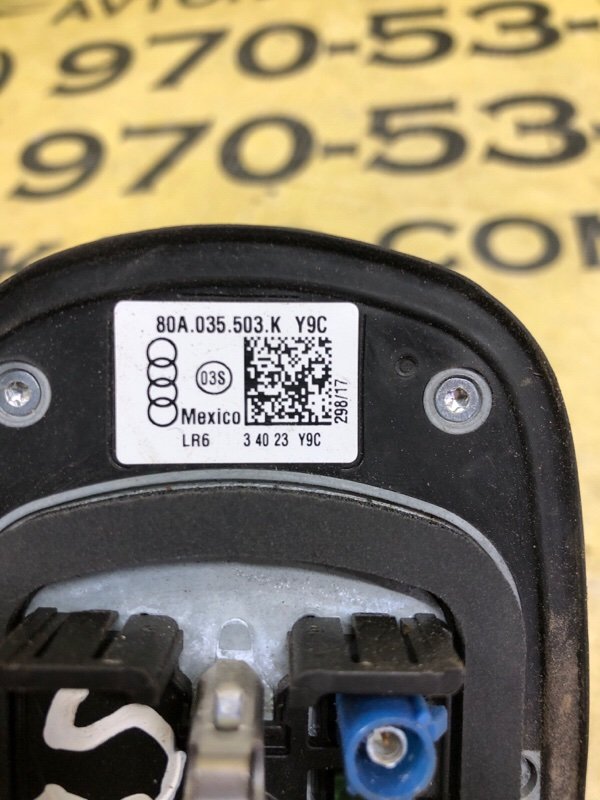 ) 970-53-
970-53-
K
COM
80A.035.503.K Y9C
03S
Mexico
298/17
LR6 3 40 23 Y9C